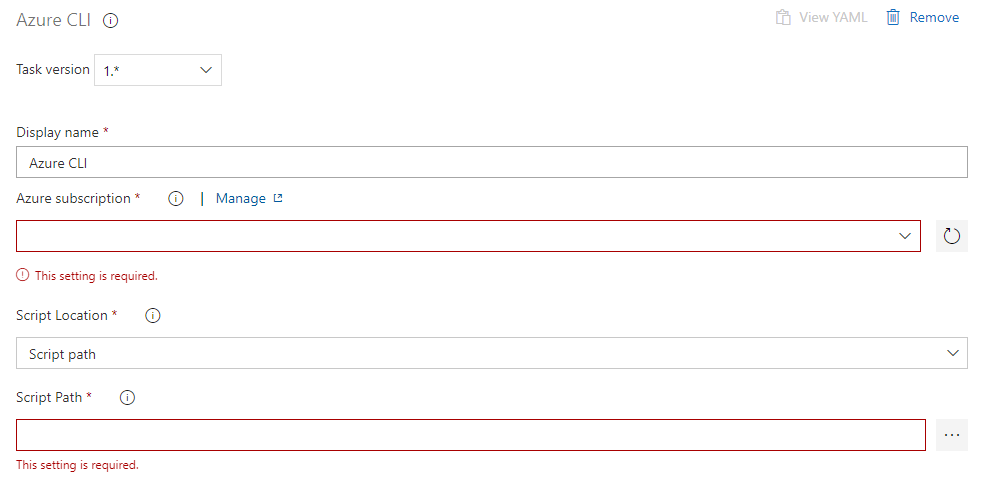 Azure CLI
View YAML
Remove
Task version 1.*
Display name *
Azure CLI
Azure subscription * | Manage
This setting is required.
Script Location *
Script path
Script Path *
...
This setting is required.